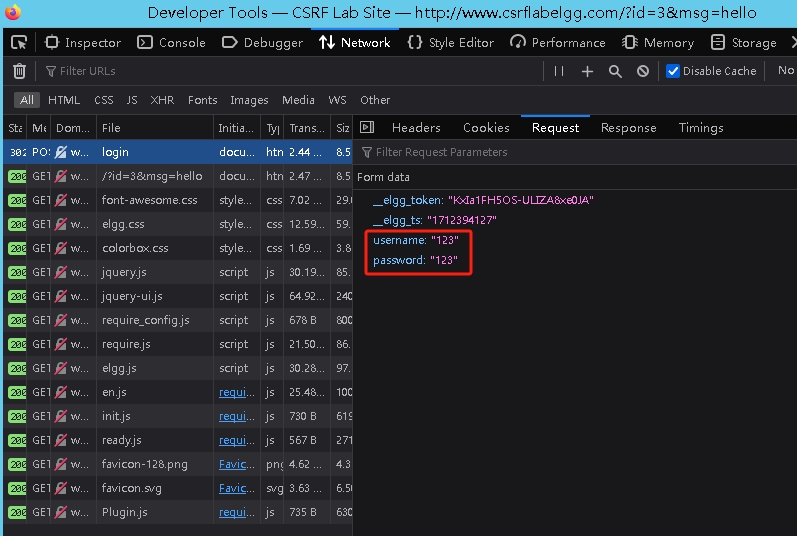 Developer Tools — CSRF Lab Site — http://www.csrflabelgg.com/?id=3&msg=hello
Inspector Console Debugger Network Style Editor Performance Memory Storage
Filter URLs Disable Cache No
All HTML CSS JS XHR Fonts Images Media WS Other
Sta Me Dom... File Initia... Ty Trans... Siz Headers Cookies Request Response Timings
302 POS w... login docu... htn 2.44 ... 8.5 Filter Request Parameters
200 GET w... /?id=3&msg=hello docu... htn 2.47 ... 8.5 Form data
200 GET w... font-awesome.css style... css 7.02 ... 29.0 __elgg_token: "KxIa1FH5OS-ULIZA8xe0JA"
200 GET w... elgg.css style... css 12.59 ... 59. __elgg_ts: "1712394127"
200 GET w... colorbox.css style... css 1.69 ... 3.8 username: "123"
password: "123"
200 GET w... jquery.js script js 30.19... 85.
200 GET w... jquery-ui.js script js 64.92... 240
200 GET w... require_config.js script js 678 B 800
200 GET w... require.js script js 21.50... 86.
200 GET w... elgg.js script js 30.28... 97.
200 GET w... en.js requi... js 25.48... 100
200 GET w... init.js requi... js 730 B 619
200 GET w... ready.js requi... js 567 B 271
200 GET w... favicon-128.png Favic... png 4.62 ... 4.3
200 GET w... favicon.svg Favic... svg 3.63 ... 6.50
200 GET w... Plugin.js requi... js 735 B 630